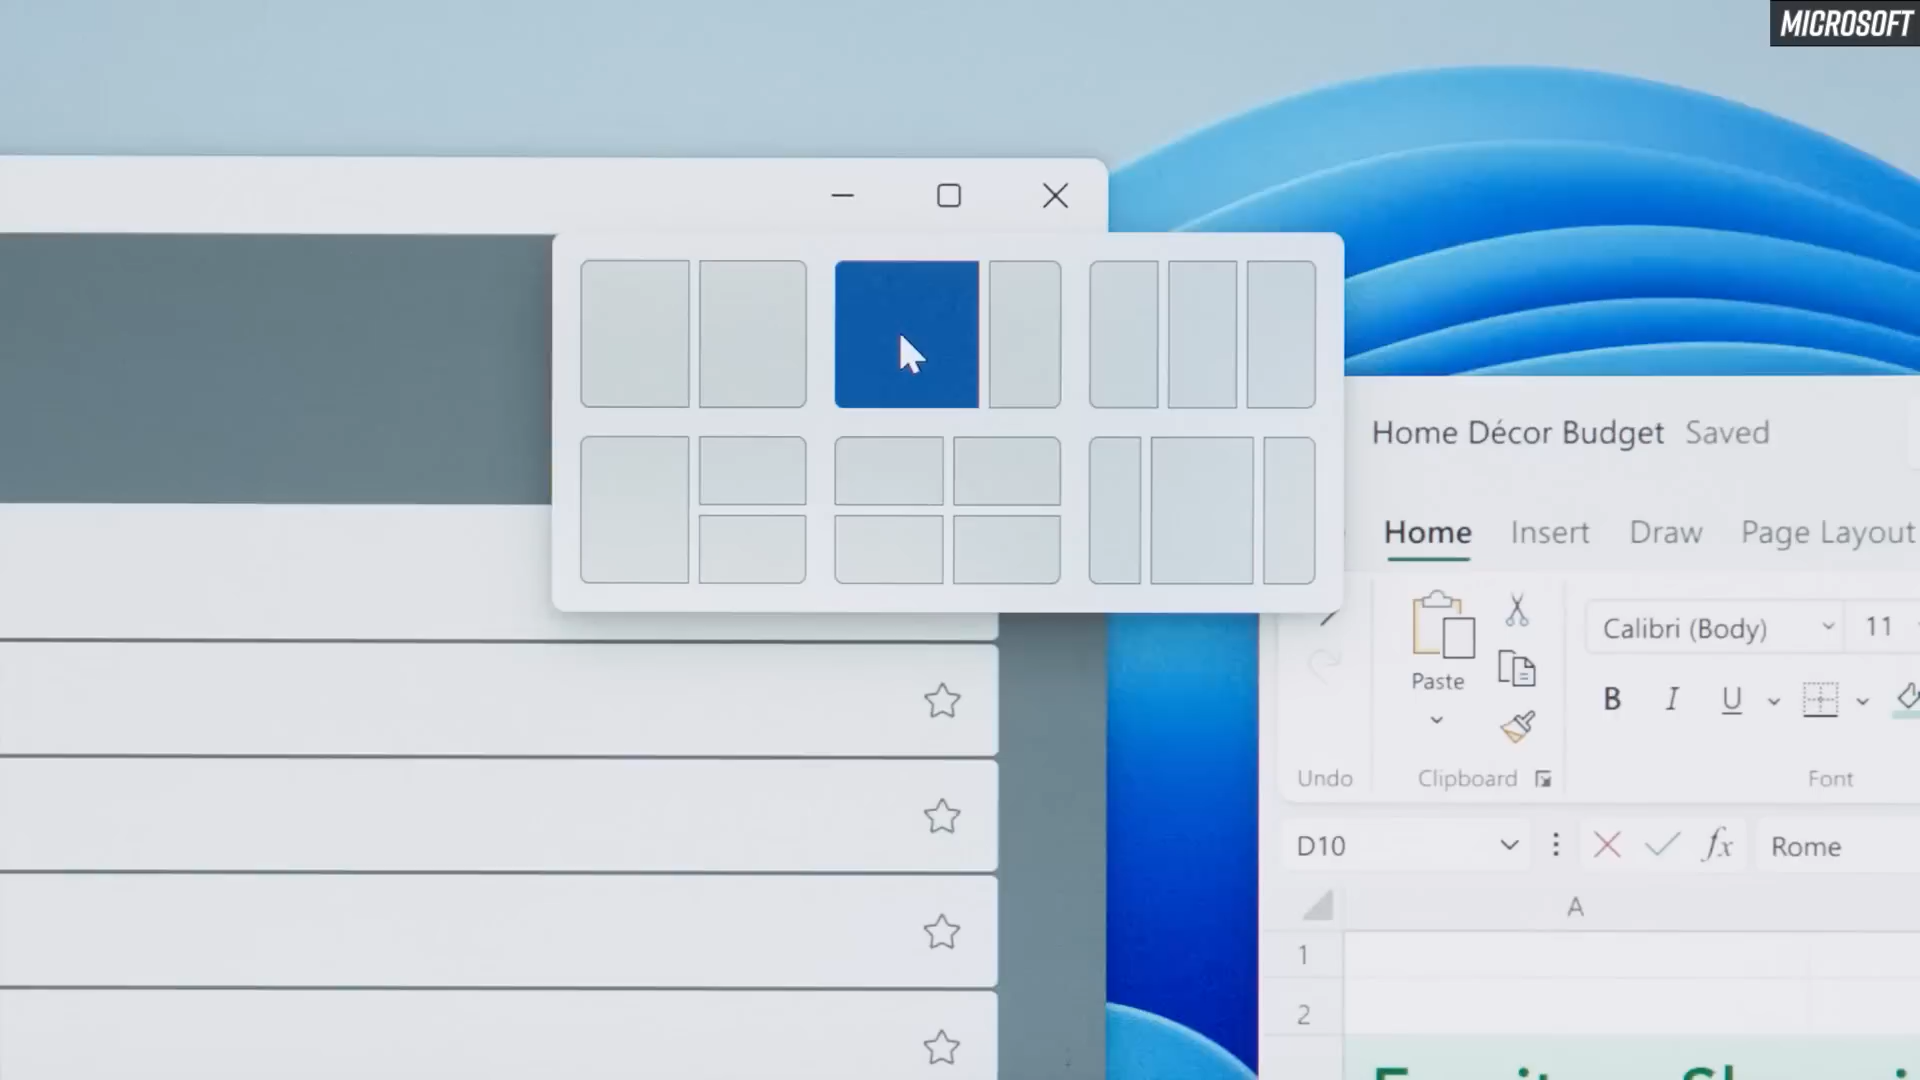 MICROSOFT
Home Décor Budget Saved
Home Insert Draw Page Layout
Calibri (Body) 11
Paste
B I U
Undo Clipboard Font
D10 fx Rome
A
1
2